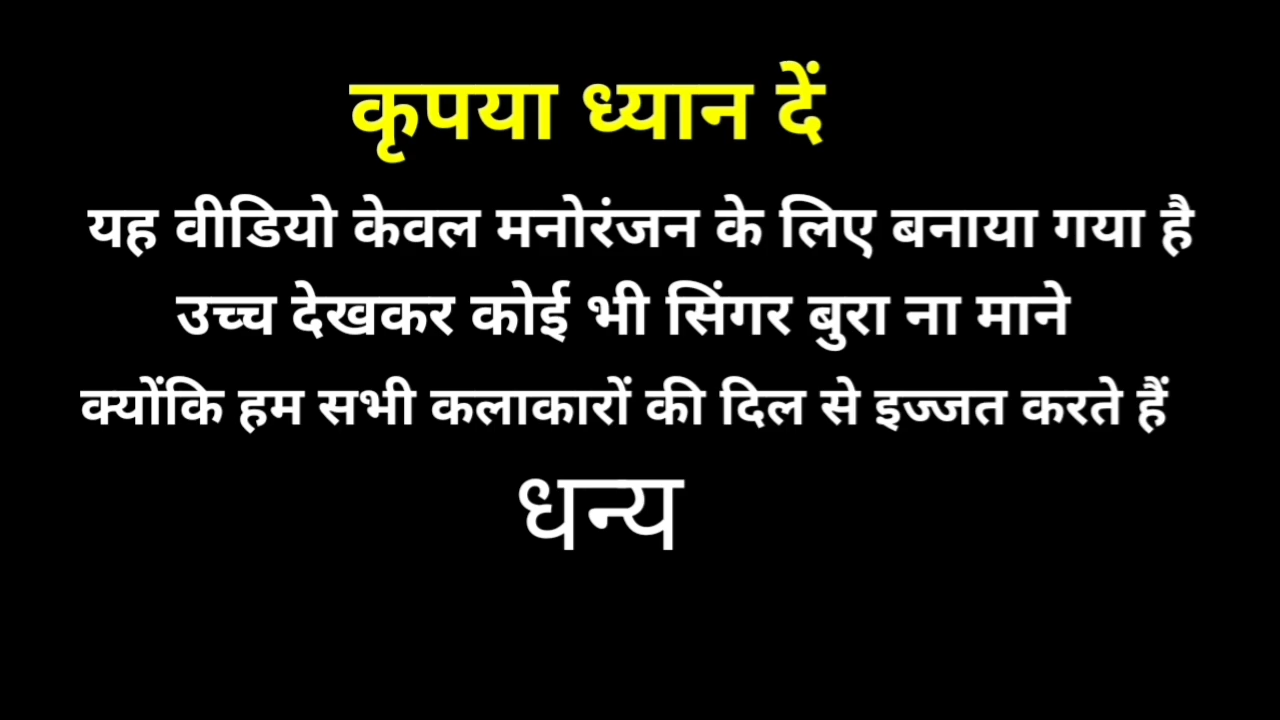 कृपया ध्यान दें
यह वीडियो केवल मनोरंजन के लिए बनाया गया है
उच्च देखकर कोई भी सिंगर बुरा ना माने
क्योंकि हम सभी कलाकारों की दिल से इज्जत करते हैं
धन्य